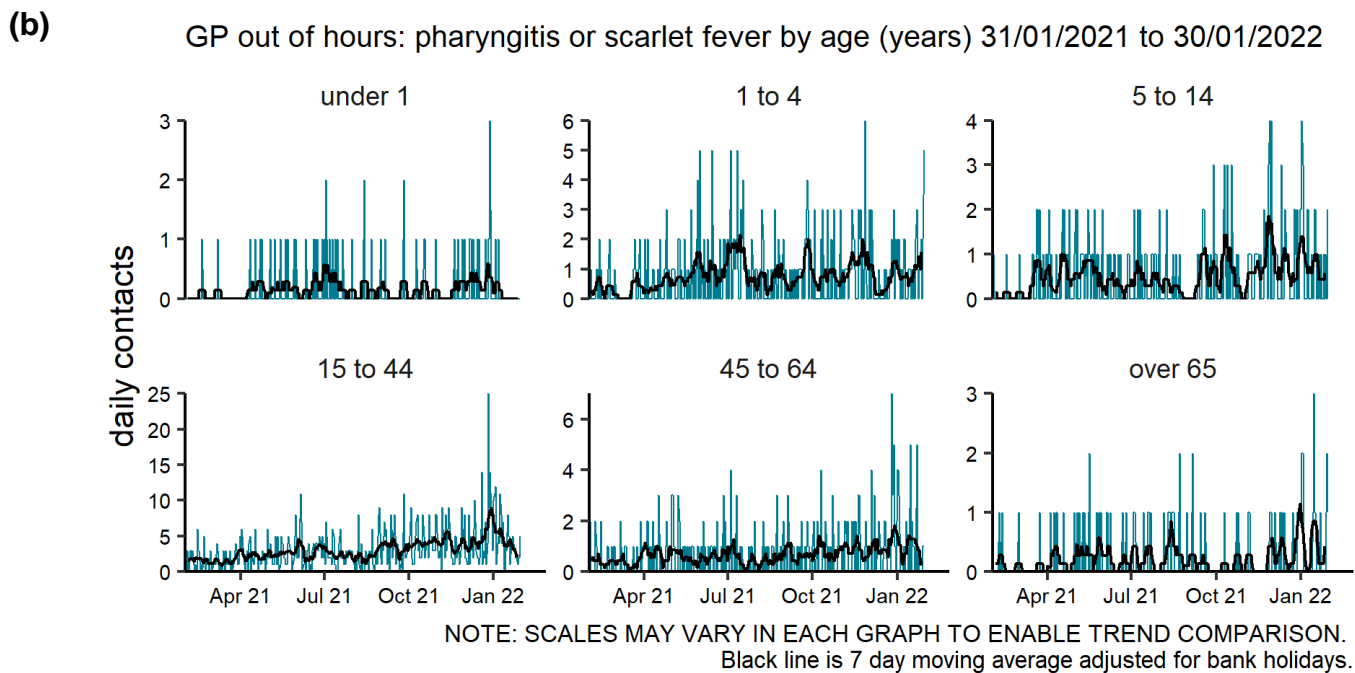 (b)
GP out of hours: pharyngitis or scarlet fever by age (years) 31/01/2021 to 30/01/2022
daily contacts
under 1
3
2
1
0
1 to 4
6
5
4
3
2
1
0
5 to 14
4
3
2
1
0
15 to 44
25
20
15
10
5
0
Apr 21 Jul 21 Oct 21 Jan 22
45 to 64
6
4
2
0
Apr 21 Jul 21 Oct 21 Jan 22
over 65
3
2
1
0
Apr 21 Jul 21 Oct 21 Jan 22
NOTE: SCALES MAY VARY IN EACH GRAPH TO ENABLE TREND COMPARISON.
Black line is 7 day moving average adjusted for bank holidays.